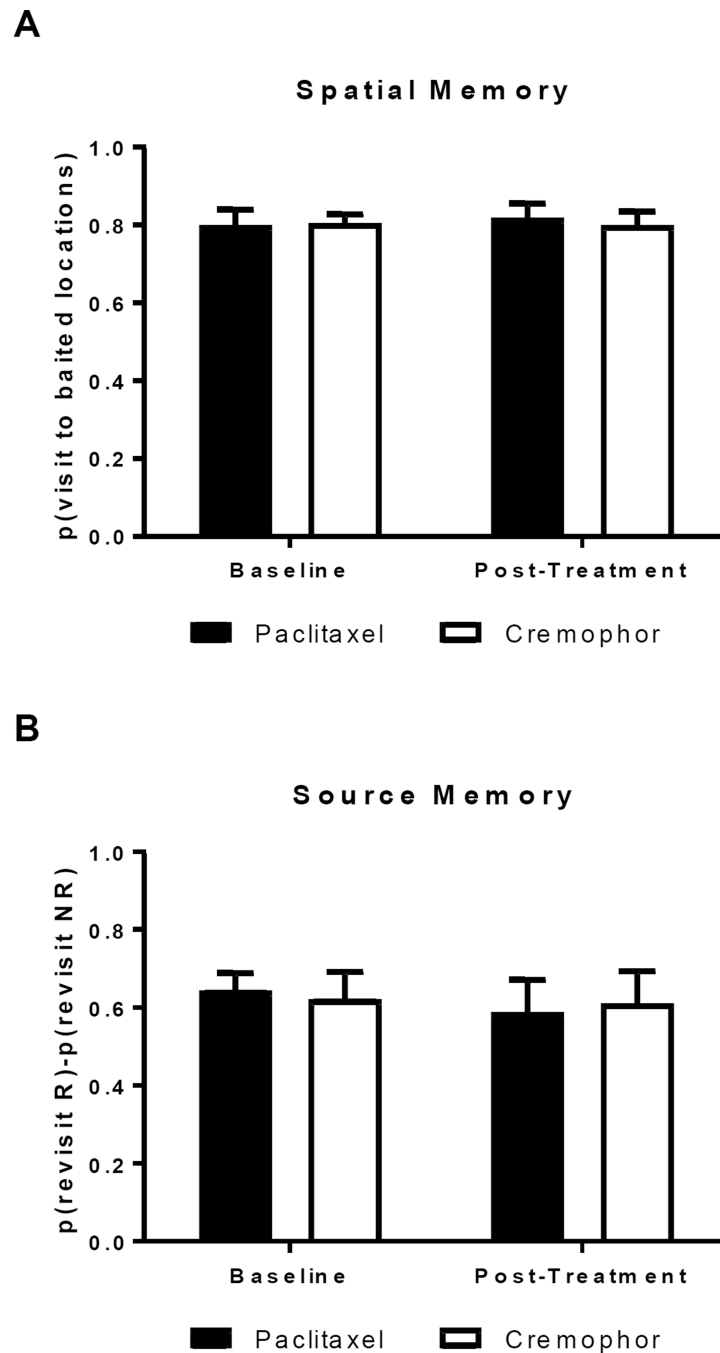 A
Spatial Memory
p(visit to baited locations)
1.0
0.8
0.6
0.4
0.2
0.0
Baseline Post-Treatment
Paclitaxel Cremophor
B
Source Memory
p(revisit R)-p(revisit NR)
1.0
0.8
0.6
0.4
0.2
0.0
Baseline Post-Treatment
Paclitaxel Cremophor